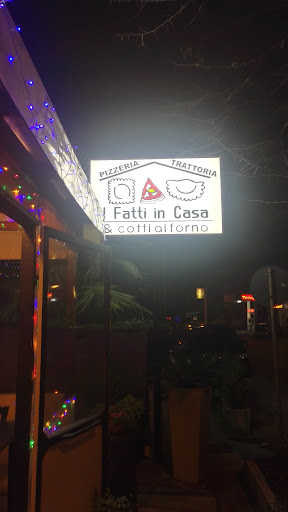 PIZZERIA TRATTORIA
I Fatti in Casa
& cotti al forno